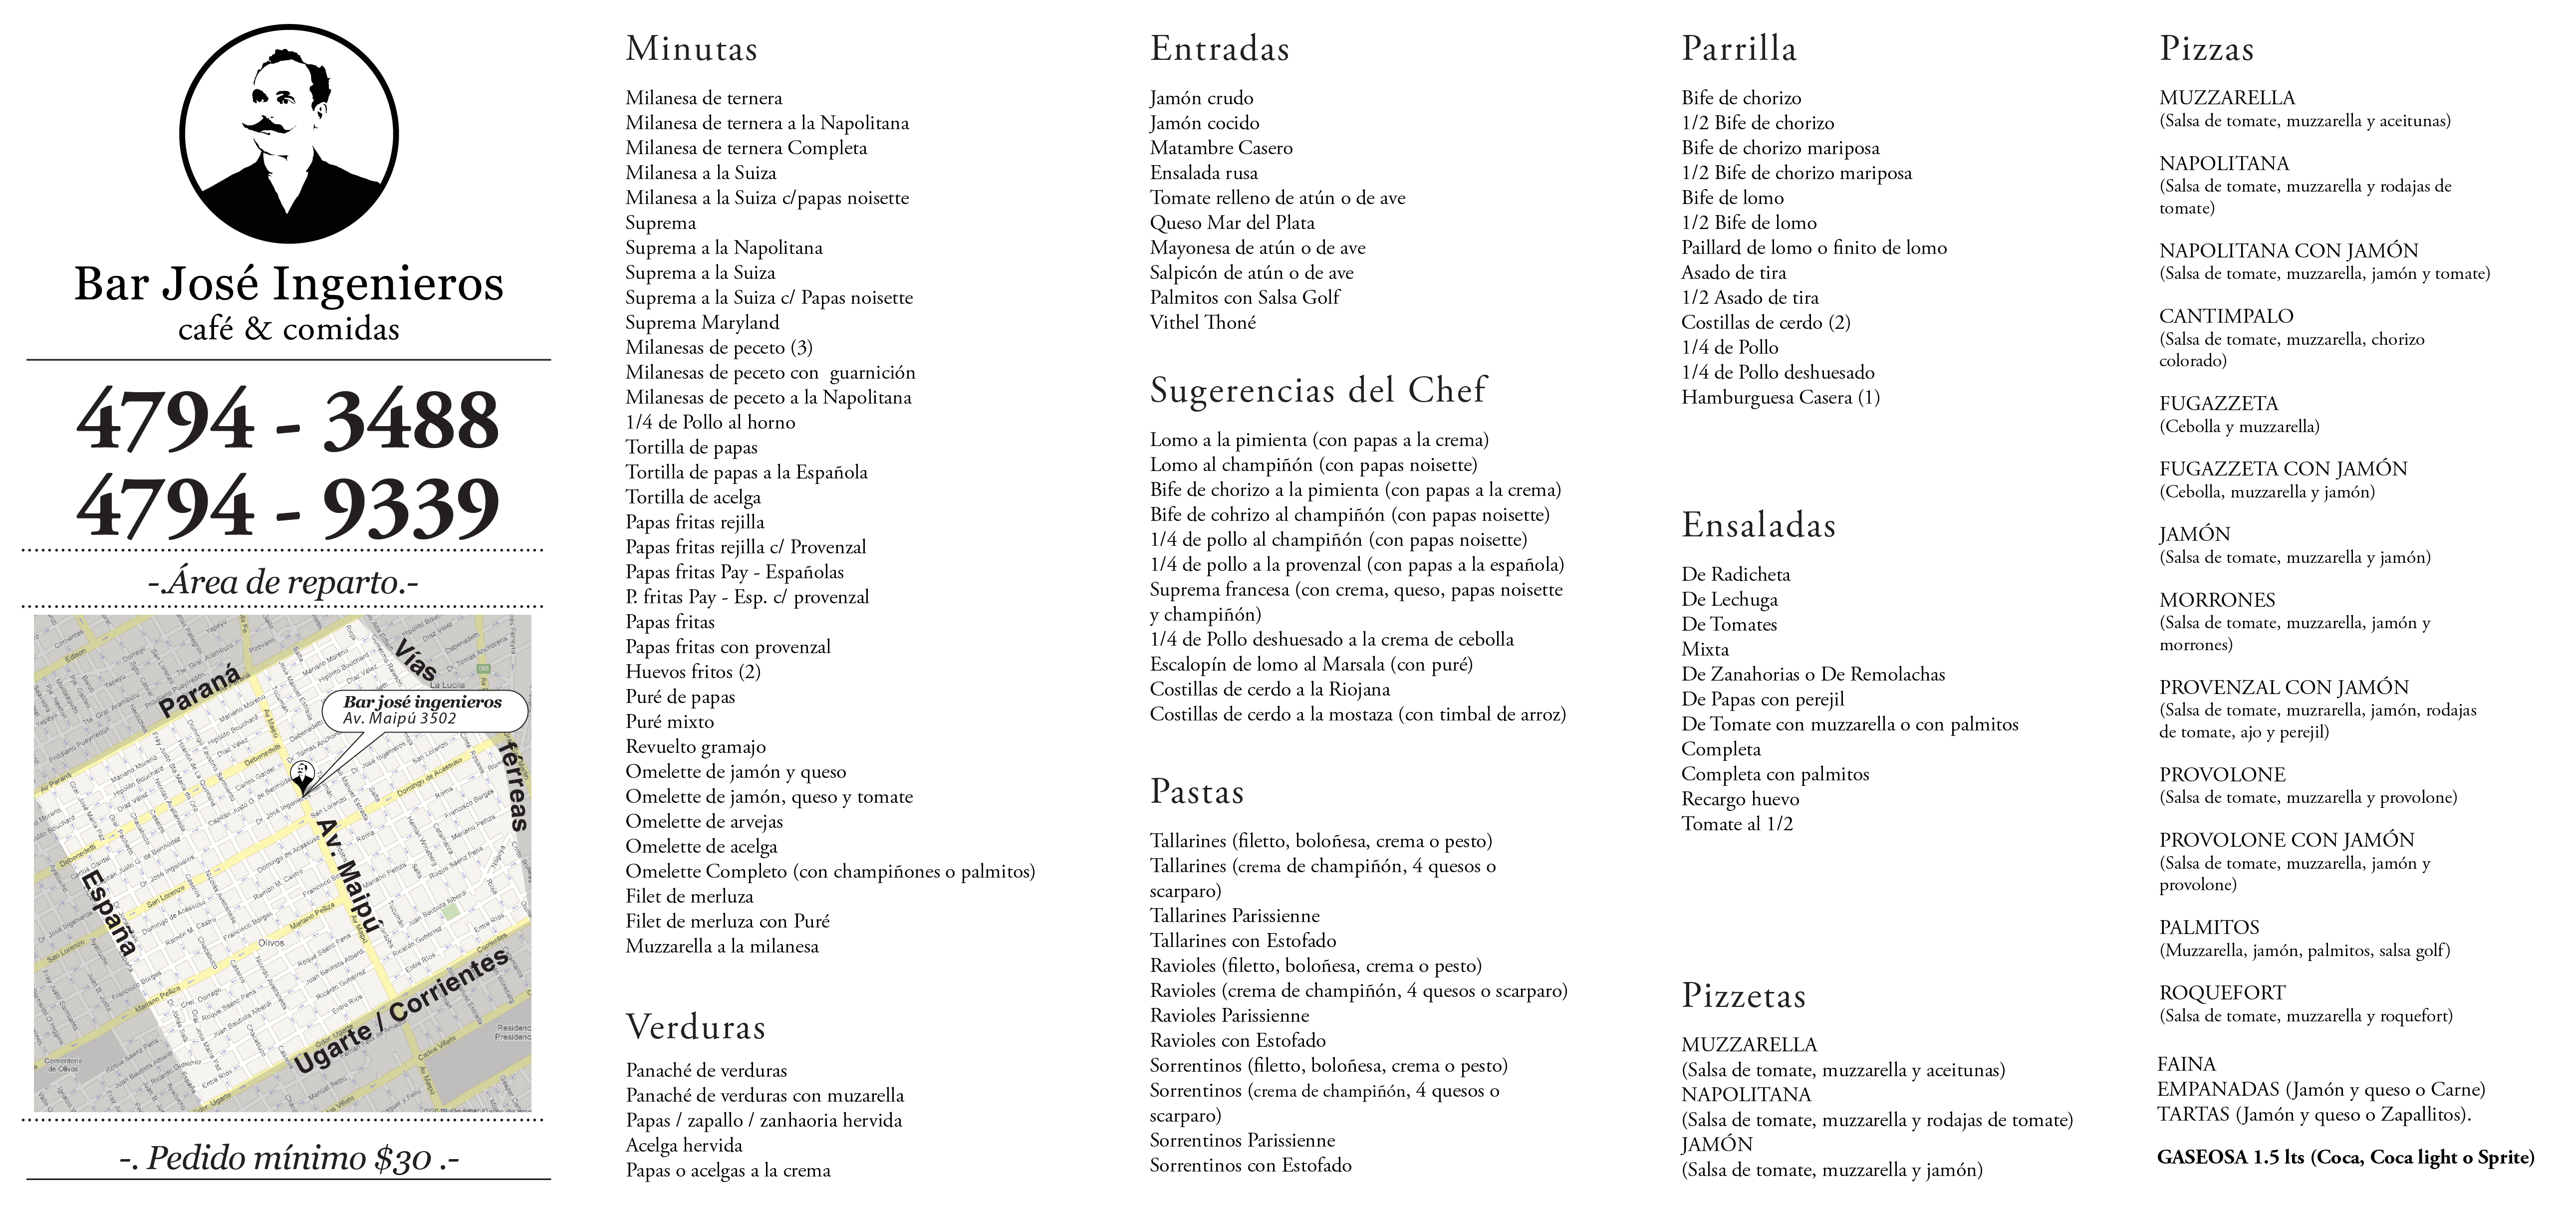 Bar José Ingenieros
café & comidas
4794 - 3488
4794 - 9339
-.Área de reparto.-
Paraná
Vías
férreas
Bar josé ingenieros
Av. Maipú 3502
Av. Maipú
España
Ugarte / Corrientes
Olivos
La Lucila
Cementerio
de Olivos
-. Pedido mínimo $30 .-
Minutas
Milanesa de ternera
Milanesa de ternera a la Napolitana
Milanesa de ternera Completa
Milanesa a la Suiza
Milanesa a la Suiza c/papas noisette
Suprema
Suprema a la Napolitana
Suprema a la Suiza
Suprema a la Suiza c/ Papas noisette
Suprema Maryland
Milanesas de peceto (3)
Milanesas de peceto con  guarnición
Milanesas de peceto a la Napolitana
1/4 de Pollo al horno
Tortilla de papas
Tortilla de papas a la Española
Tortilla de acelga
Papas fritas rejilla
Papas fritas rejilla c/ Provenzal
Papas fritas Pay - Españolas
P. fritas Pay - Esp. c/ provenzal
Papas fritas
Papas fritas con provenzal
Huevos fritos (2)
Puré de papas
Puré mixto
Revuelto gramajo
Omelette de jamón y queso
Omelette de jamón, queso y tomate
Omelette de arvejas
Omelette de acelga
Omelette Completo (con champiñones o palmitos)
Filet de merluza
Filet de merluza con Puré
Muzzarella a la milanesa
Verduras
Panaché de verduras
Panaché de verduras con muzarella
Papas / zapallo / zanhaoria hervida
Acelga hervida
Papas o acelgas a la crema
Entradas
Jamón crudo
Jamón cocido
Matambre Casero
Ensalada rusa
Tomate relleno de atún o de ave
Queso Mar del Plata
Mayonesa de atún o de ave
Salpicón de atún o de ave
Palmitos con Salsa Golf
Vithel Thoné
Sugerencias del Chef
Lomo a la pimienta (con papas a la crema)
Lomo al champiñón (con papas noisette)
Bife de chorizo a la pimienta (con papas a la crema)
Bife de cohrizo al champiñón (con papas noisette)
1/4 de pollo al champiñón (con papas noisette)
1/4 de pollo a la provenzal (con papas a la española)
Suprema francesa (con crema, queso, papas noisette
y champiñón)
1/4 de Pollo deshuesado a la crema de cebolla
Escalopín de lomo al Marsala (con puré)
Costillas de cerdo a la Riojana
Costillas de cerdo a la mostaza (con timbal de arroz)
Pastas
Tallarines (filetto, boloñesa, crema o pesto)
Tallarines (crema de champiñón, 4 quesos o
scarparo)
Tallarines Parissienne
Tallarines con Estofado
Ravioles (filetto, boloñesa, crema o pesto)
Ravioles (crema de champiñón, 4 quesos o scarparo)
Ravioles Parissienne
Ravioles con Estofado
Sorrentinos (filetto, boloñesa, crema o pesto)
Sorrentinos (crema de champiñón, 4 quesos o
scarparo)
Sorrentinos Parissienne
Sorrentinos con Estofado
Parrilla
Bife de chorizo
1/2 Bife de chorizo
Bife de chorizo mariposa
1/2 Bife de chorizo mariposa
Bife de lomo
1/2 Bife de lomo
Paillard de lomo o finito de lomo
Asado de tira
1/2 Asado de tira
Costillas de cerdo (2)
1/4 de Pollo
1/4 de Pollo deshuesado
Hamburguesa Casera (1)
Ensaladas
De Radicheta
De Lechuga
De Tomates
Mixta
De Zanahorias o De Remolachas
De Papas con perejil
De Tomate con muzzarella o con palmitos
Completa
Completa con palmitos
Recargo huevo
Tomate al 1/2
Pizzetas
MUZZARELLA
(Salsa de tomate, muzzarella y aceitunas)
NAPOLITANA
(Salsa de tomate, muzzarella y rodajas de tomate)
JAMÓN
(Salsa de tomate, muzzarella y jamón)
Pizzas
MUZZARELLA
(Salsa de tomate, muzzarella y aceitunas)
NAPOLITANA
(Salsa de tomate, muzzarella y rodajas de
tomate)
NAPOLITANA CON JAMÓN
(Salsa de tomate, muzzarella, jamón y tomate)
CANTIMPALO
(Salsa de tomate, muzzarella, chorizo
colorado)
FUGAZZETA
(Cebolla y muzzarella)
FUGAZZETA CON JAMÓN
(Cebolla, muzzarella y jamón)
JAMÓN
(Salsa de tomate, muzzarella y jamón)
MORRONES
(Salsa de tomate, muzzarella, jamón y
morrones)
PROVENZAL CON JAMÓN
(Salsa de tomate, muzrarella, jamón, rodajas
de tomate, ajo y perejil)
PROVOLONE
(Salsa de tomate, muzzarella y provolone)
PROVOLONE CON JAMÓN
(Salsa de tomate, muzzarella, jamón y
provolone)
PALMITOS
(Muzzarella, jamón, palmitos, salsa golf)
ROQUEFORT
(Salsa de tomate, muzzarella y roquefort)
FAINA
EMPANADAS (Jamón y queso o Carne)
TARTAS (Jamón y queso o Zapallitos).
GASEOSA 1.5 lts (Coca, Coca light o Sprite)